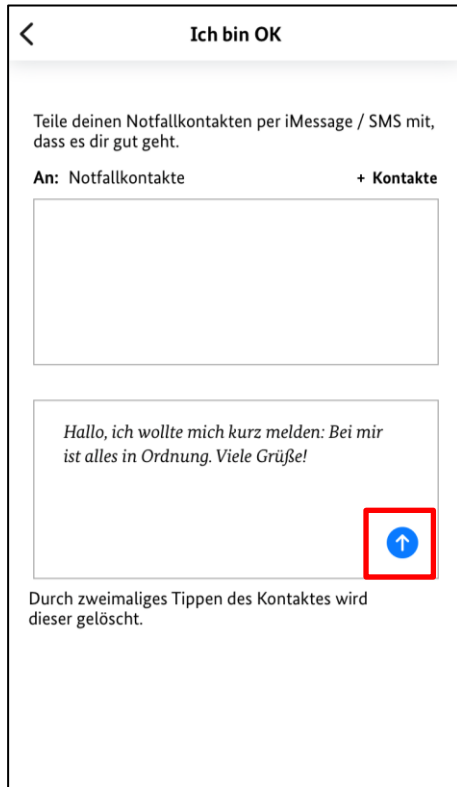 Ich bin OK
Teile deinen Notfallkontakten per iMessage / SMS mit,
dass es dir gut geht.
An: Notfallkontakte + Kontakte
Hallo, ich wollte mich kurz melden: Bei mir
ist alles in Ordnung. Viele Grüße!
Durch zweimaliges Tippen des Kontaktes wird
dieser gelöscht.